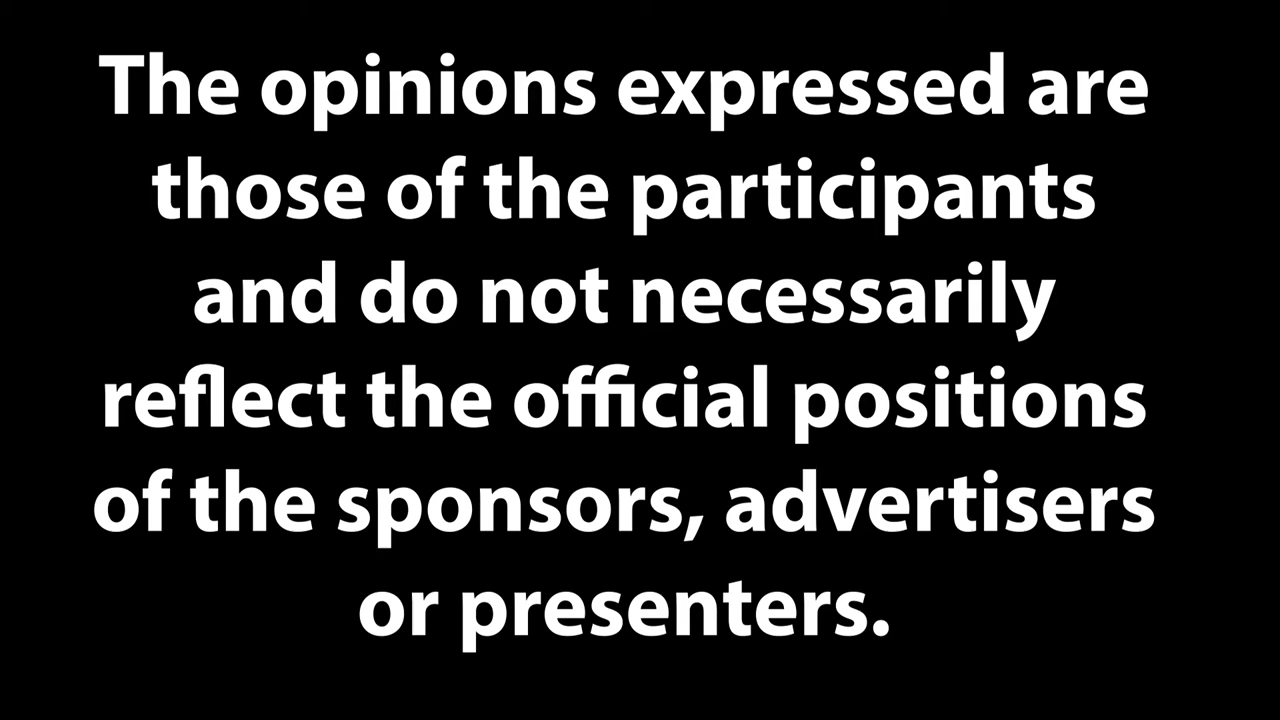 The opinions expressed are
those of the participants
and do not necessarily
reflect the official positions
of the sponsors, advertisers
or presenters.